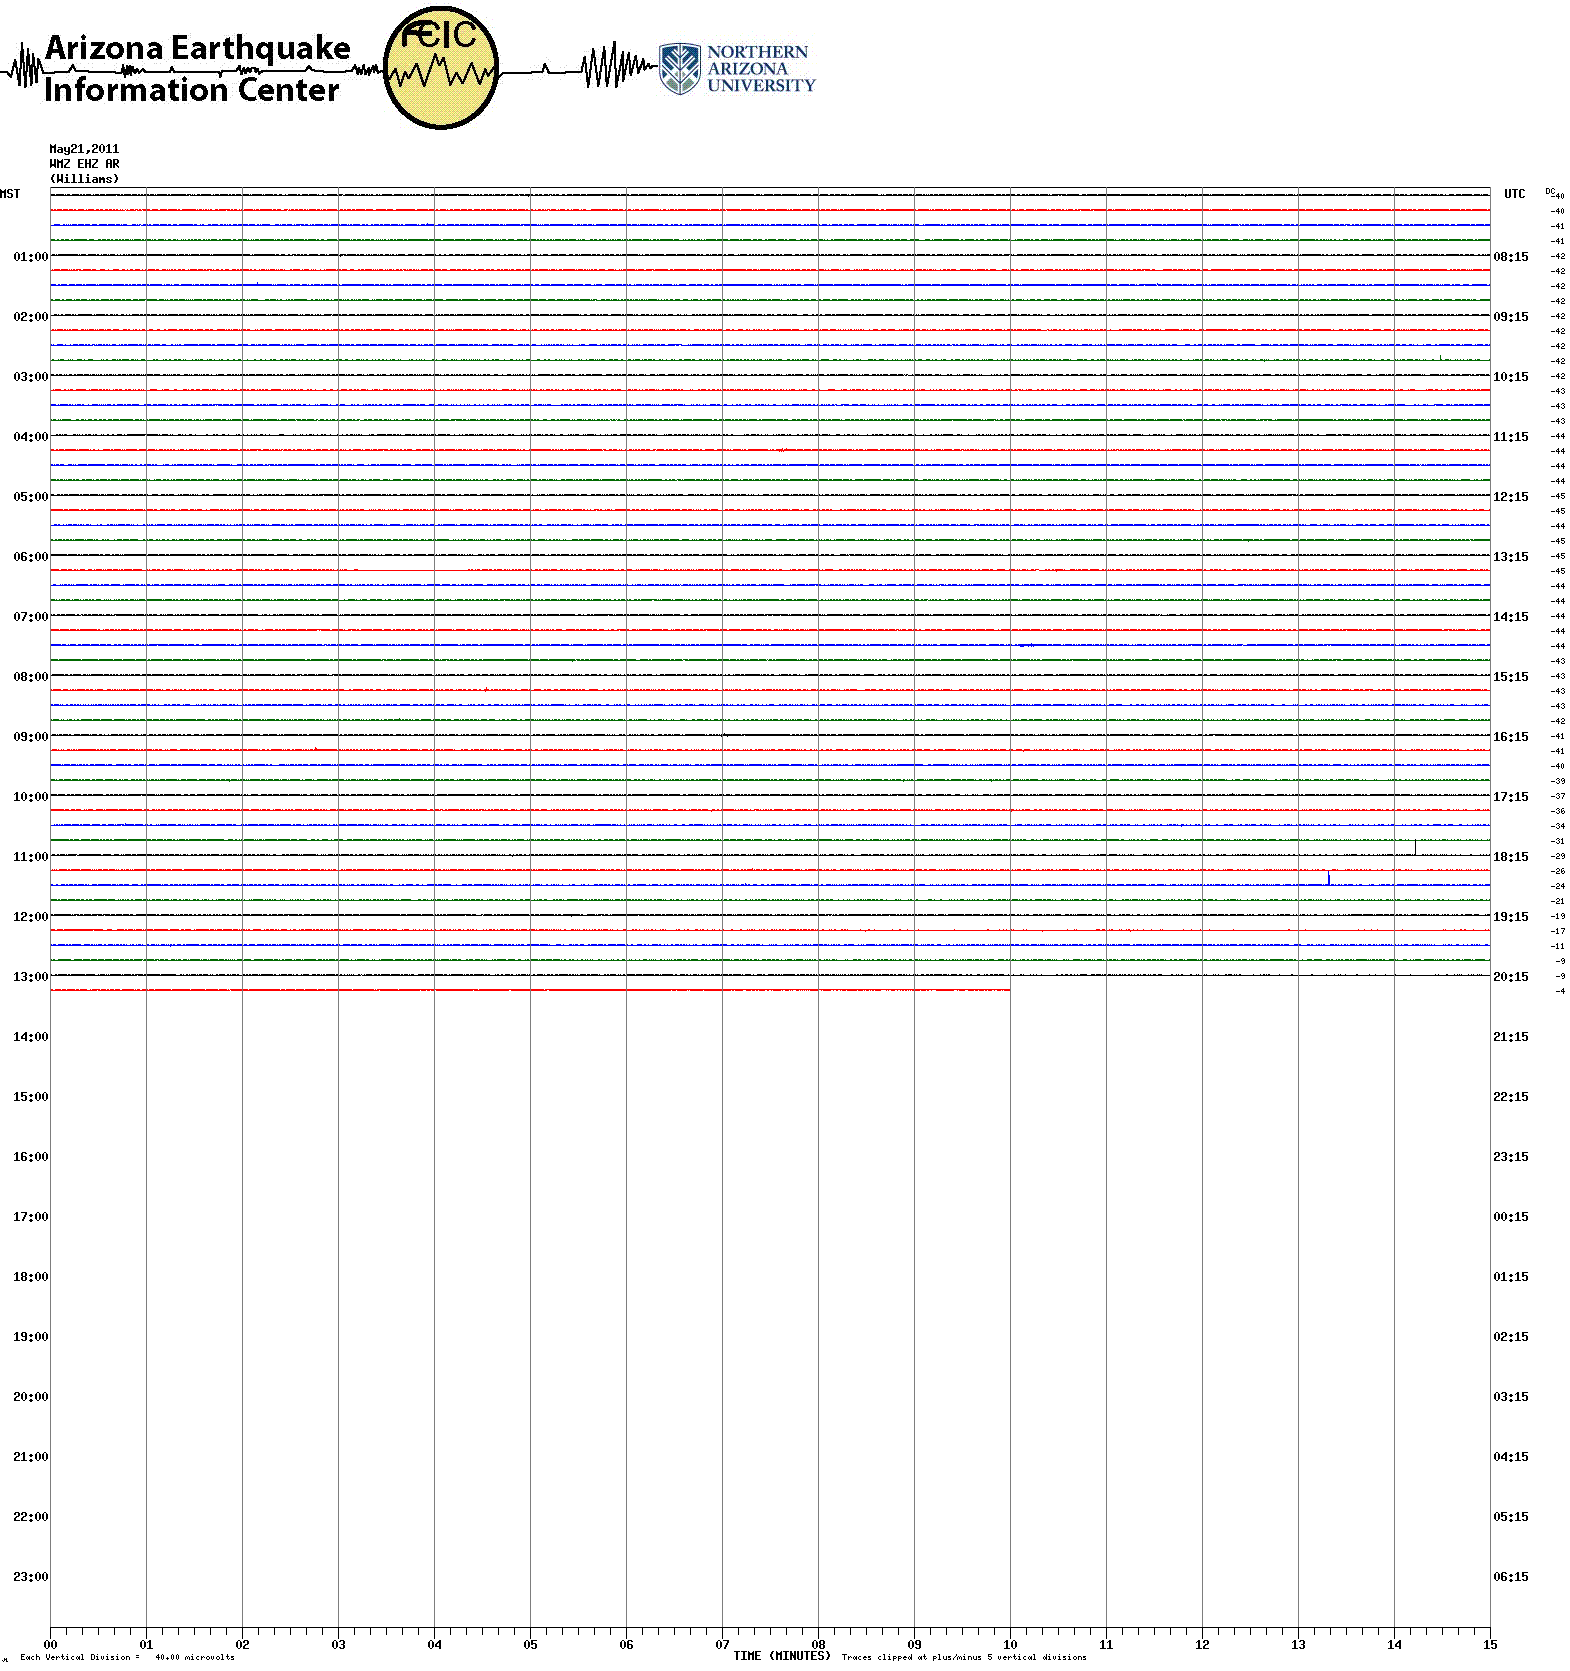 Arizona Earthquake
Information Center
AEIC
NORTHERN
ARIZONA
UNIVERSITY
May21,2011
WMZ EHZ AR
(Williams)
MST UTC DC
-40
-40
-41
-41
01:00 08:15 -42
-42
-42
-42
02:00 09:15 -42
-42
-42
-42
03:00 10:15 -42
-43
-43
-43
04:00 11:15 -44
-44
-44
-44
05:00 12:15 -45
-45
-44
-45
06:00 13:15 -45
-45
-44
-44
07:00 14:15 -44
-44
-44
-43
08:00 15:15 -43
-43
-43
-42
09:00 16:15 -41
-41
-40
-39
10:00 17:15 -37
-36
-34
-31
11:00 18:15 -29
-26
-24
-21
12:00 19:15 -19
-17
-11
-9
13:00 20:15 -9
-4
14:00 21:15
15:00 22:15
16:00 23:15
17:00 00:15
18:00 01:15
19:00 02:15
20:00 03:15
21:00 04:15
22:00 05:15
23:00 06:15
00 01 02 03 04 05 06 07 08 09 10 11 12 13 14 15
TIME (MINUTES)
Each Vertical Division = 40.00 microvolts
Traces clipped at plus/minus 5 vertical divisions